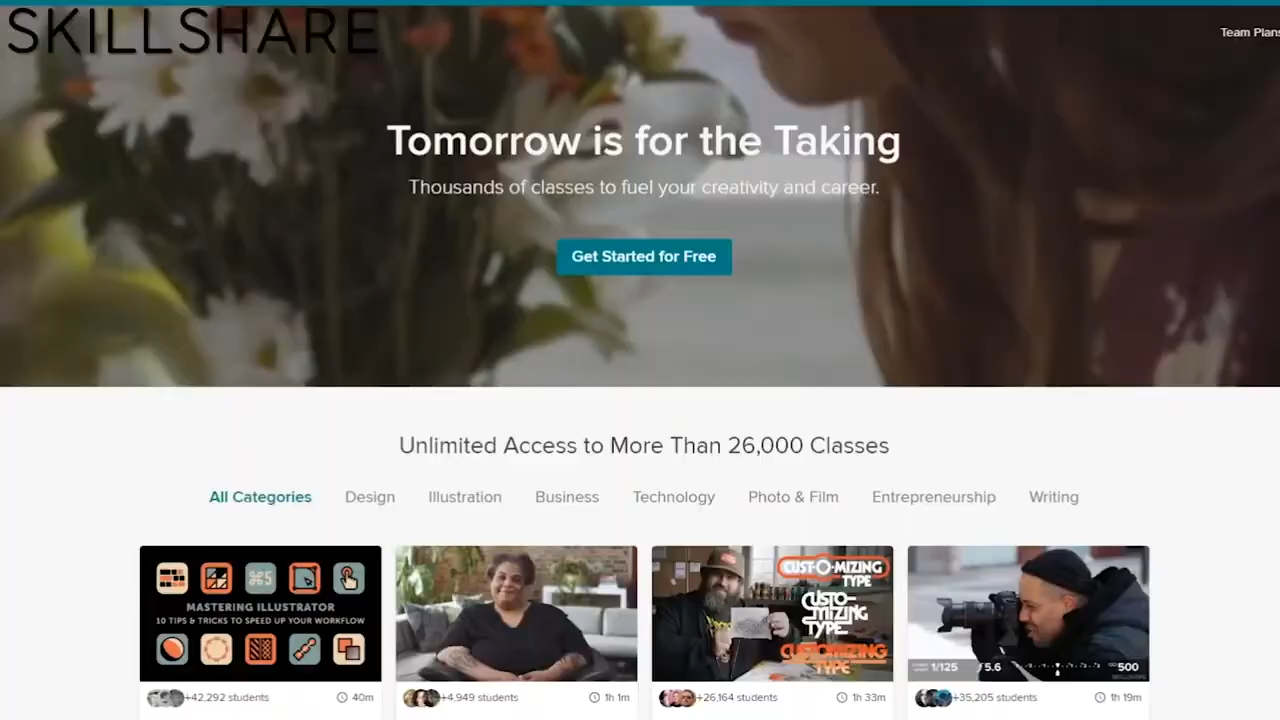 SKILLSHARE
Team Plans
Tomorrow is for the Taking
Thousands of classes to fuel your creativity and career.
Get Started for Free
Unlimited Access to More Than 26,000 Classes
All Categories Design Illustration Business Technology Photo & Film Entrepreneurship Writing
⌘5
MASTERING ILLUSTRATOR
10 TIPS & TRICKS TO SPEED UP YOUR WORKFLOW
CUST-O-MIZING
TYPE
CUSTO-
MIZING
TYPE
CUSTOMIZING
TYPE
1/125 5.6 500
SKILLSHARE
+42,292 students 40m
+4,949 students 1h 1m
+26,164 students 1h 33m
+35,205 students 1h 19m